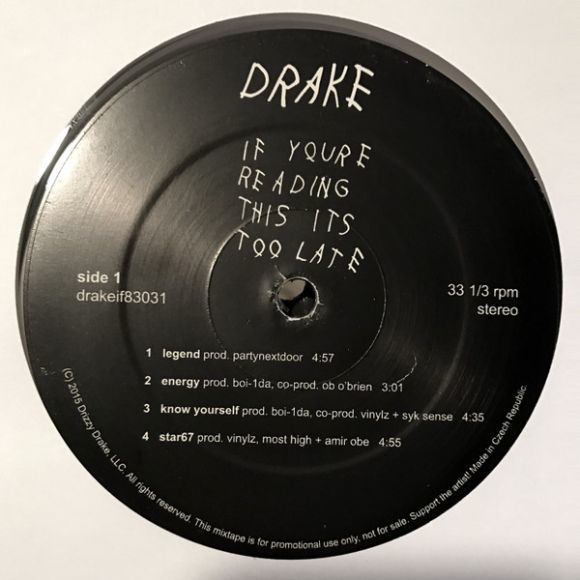 DRAKE
IF YOURE
READING
THIS ITS
TOO LATE
side 1
drakeif83031
33 1/3 rpm
stereo
1 legend prod. partynextdoor 4:57
2 energy prod. boi-1da, co-prod. ob o'brien 3:01
3 know yourself prod. boi-1da, co-prod. vinylz + syk sense 4:35
4 star67 prod. vinylz, most high + amir obe 4:55
(C) 2015 Drizzy Drake, LLC. All rights reserved. This mixtape is for promotional use only, not for sale. Support the artist! Made in Czech Republic.